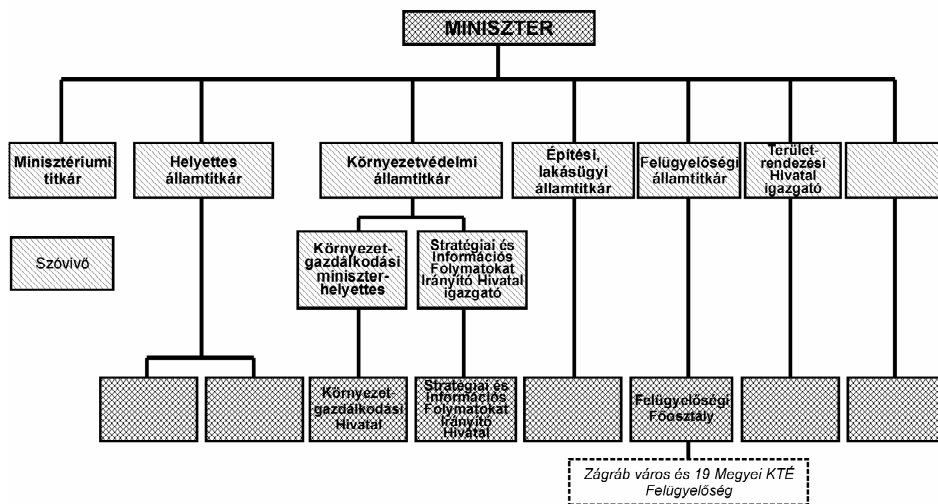 MINISZTER
Minisztériumi
titkár
Helyettes
államtitkár
Környezetvédelmi
államtitkár
Építési,
lakásügyi
államtitkár
Felügyelőségi
államtitkár
Terület-
rendezési
Hivatal
igazgató
Szóvivő
Környezet-
gazdálkodási
miniszter-
helyettes
Stratégiai és
Információs
Folymatokat
Irányító Hivatal
igazgató
Környezet-
gazdálkodási
Hivatal
Stratégiai és
Információs
Folymatokat
Irányító
Hivatal
Felügyelőségi
Főosztály
Zágráb város és 19 Megyei KTÉ
Felügyelőség